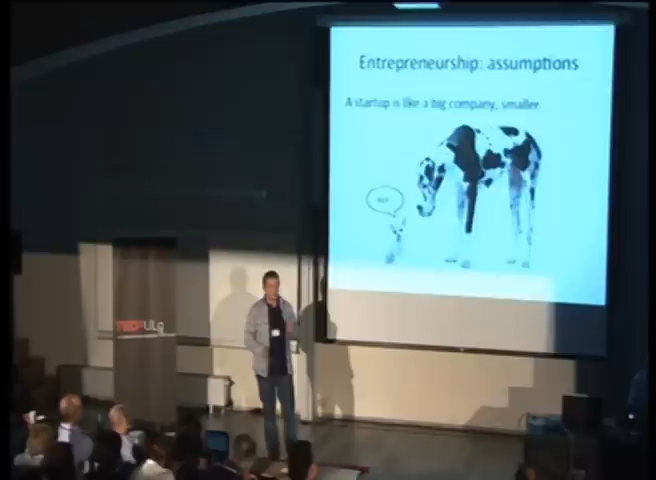 Entrepreneurship: assumptions
A startup is like a big company, smaller
TEDxULg